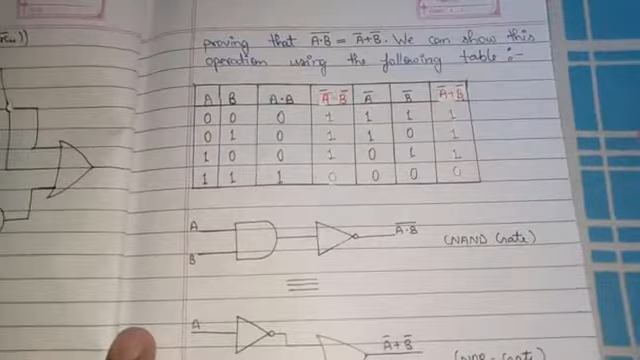 proving that A̅·̅B̅ = A̅+B̅. We can show this
operation using the following table :-
A B A·B A̅ B̅ A̅ B̅ A̅+B̅
0 0 0 1 1 1 1
0 1 0 1 1 0 1
1 0 0 1 0 1 1
1 1 1 0 0 0 0
A
B
A̅·̅B̅
(NAND Gate)
A
A̅+B̅